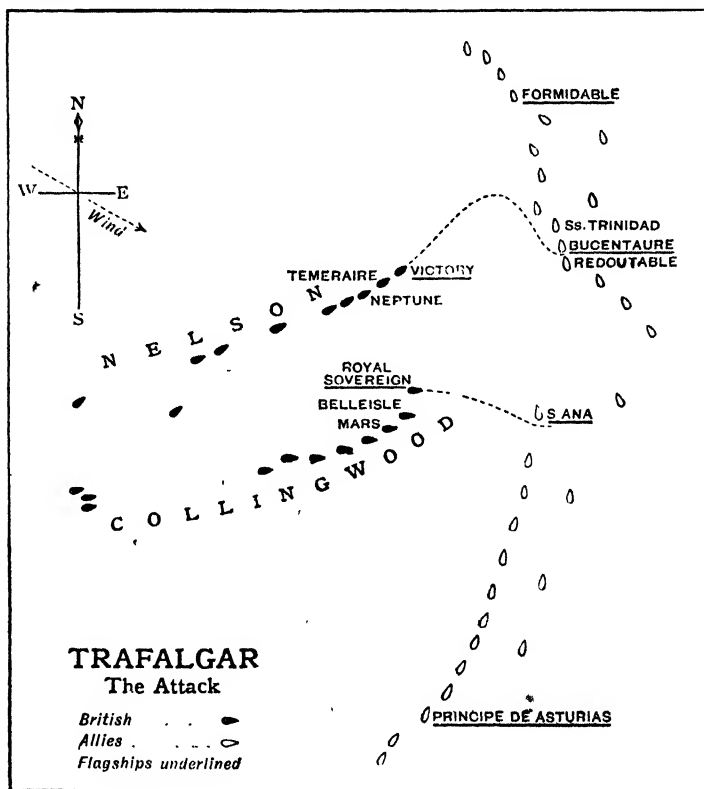 N
FORMIDABLE
W E
Wind
Ss. TRINIDAD
BUCENTAURE
REDOUTABLE
TEMERAIRE VICTORY
NEPTUNE
S
NELSON
ROYAL
SOVEREIGN
BELLEISLE
S. ANA
MARS
COLLINGWOOD
TRAFALGAR
The Attack
PRINCIPE DE ASTURIAS
British . . .
Allies . . . .
Flagships underlined